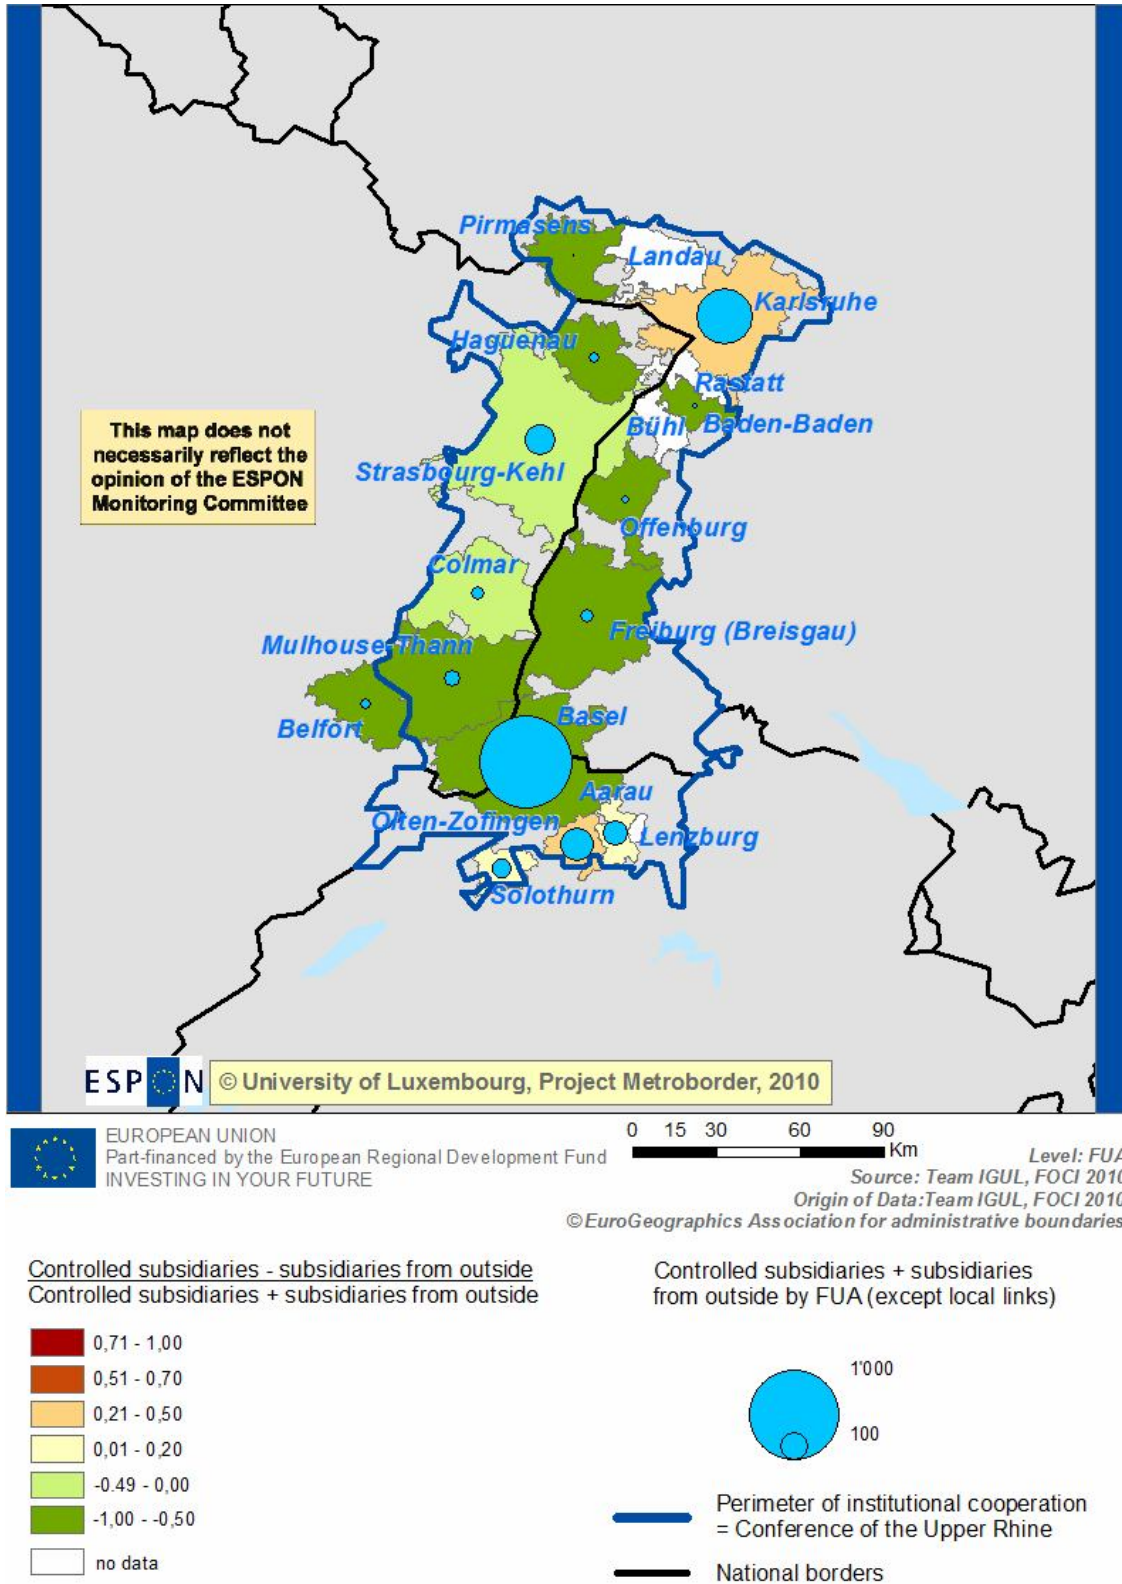 Pirmasens
Landau
Karlsruhe
Haguenau
Rastatt
Bühl
Baden-Baden
This map does not
necessarily reflect the
opinion of the ESPON
Monitoring Committee
Strasbourg-Kehl
Offenburg
Colmar
Freiburg (Breisgau)
Mulhouse-Thann
Belfort
Basel
Aarau
Olten-Zofingen
Lenzburg
Solothurn
ESPON
© University of Luxembourg, Project Metroborder, 2010
EUROPEAN UNION
Part-financed by the European Regional Development Fund
INVESTING IN YOUR FUTURE
0 15 30 60 90
Km
Level: FUA
Source: Team IGUL, FOCI 2010
Origin of Data:Team IGUL, FOCI 2010
©EuroGeographics Association for administrative boundaries
Controlled subsidiaries - subsidiaries from outside
Controlled subsidiaries + subsidiaries from outside
0,71 - 1,00
0,51 - 0,70
0,21 - 0,50
0,01 - 0,20
-0.49 - 0,00
-1,00 - -0,50
no data
Controlled subsidiaries + subsidiaries
from outside by FUA (except local links)
1'000
100
Perimeter of institutional cooperation
= Conference of the Upper Rhine
National borders